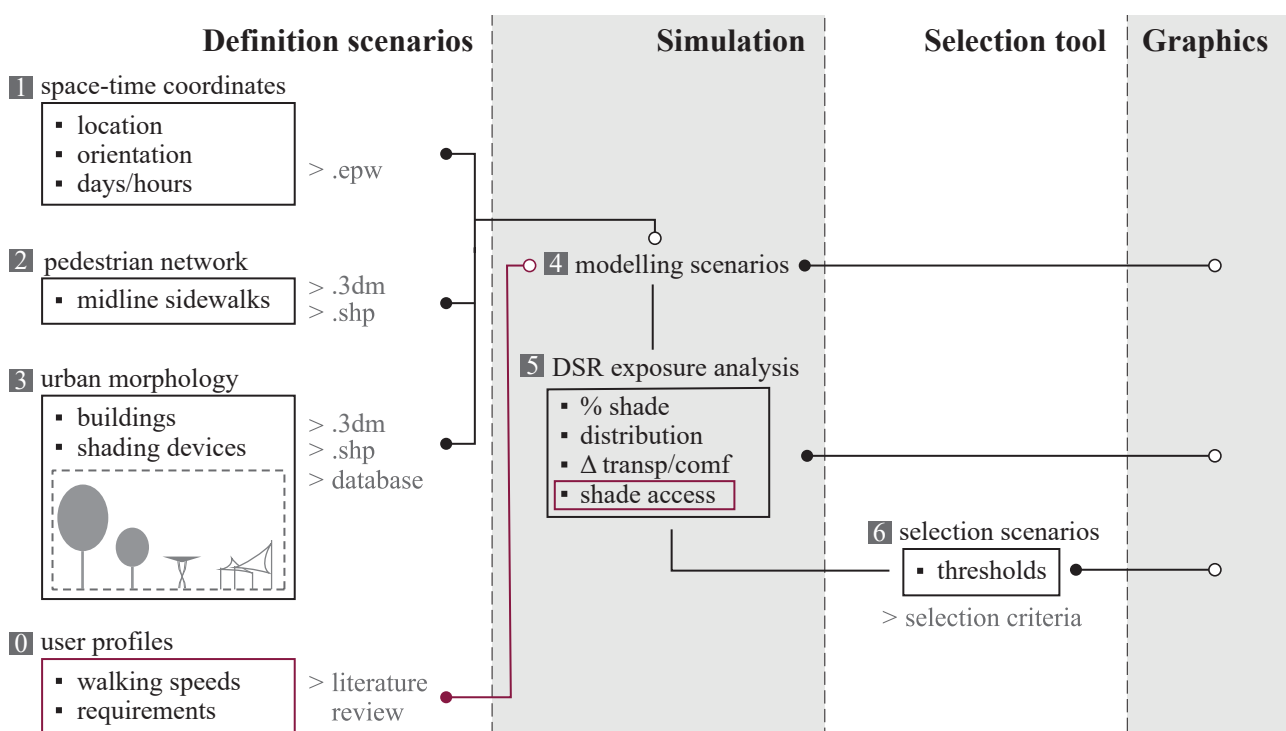 Definition scenarios
Simulation
Selection tool
Graphics
1 space-time coordinates
▪ location
▪ orientation
▪ days/hours
> .epw
2 pedestrian network
▪ midline sidewalks
> .3dm
> .shp
3 urban morphology
▪ buildings
▪ shading devices
> .3dm
> .shp
> database
0 user profiles
▪ walking speeds
▪ requirements
> literature
review
4 modelling scenarios
5 DSR exposure analysis
▪ % shade
▪ distribution
▪ Δ transp/comf
▪ shade access
6 selection scenarios
▪ thresholds
> selection criteria